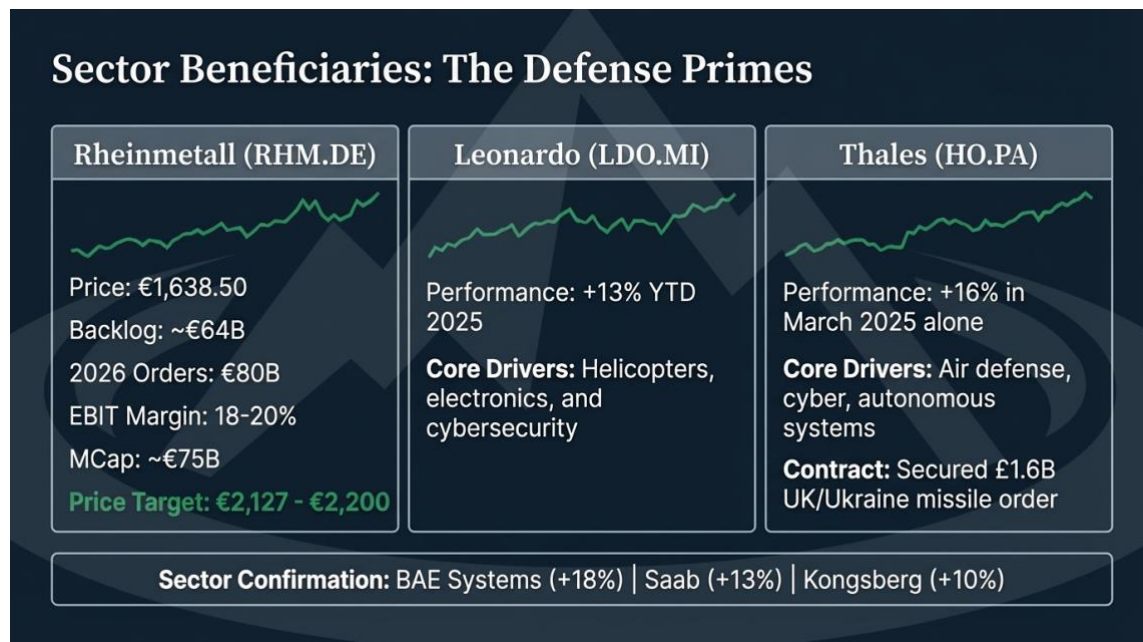 Sector Beneficiaries: The Defense Primes
Rheinmetall (RHM.DE)
Price: €1,638.50
Backlog: ~€64B
2026 Orders: €80B
EBIT Margin: 18-20%
MCap: ~€75B
Price Target: €2,127 - €2,200
Leonardo (LDO.MI)
Performance: +13% YTD
2025
Core Drivers: Helicopters,
electronics, and
cybersecurity
Thales (HO.PA)
Performance: +16% in
March 2025 alone
Core Drivers: Air defense,
cyber, autonomous
systems
Contract: Secured £1.6B
UK/Ukraine missile order
Sector Confirmation: BAE Systems (+18%) | Saab (+13%) | Kongsberg (+10%)